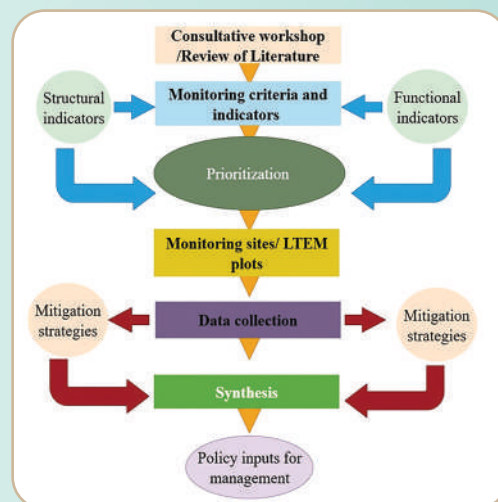 Consultative workshop
/Review of Literature
Structural
indicators
Monitoring criteria and
indicators
Functional
indicators
Prioritization
Monitoring sites/ LTEM
plots
Mitigation
strategies
Data collection
Mitigation
strategies
Synthesis
Policy inputs for
management